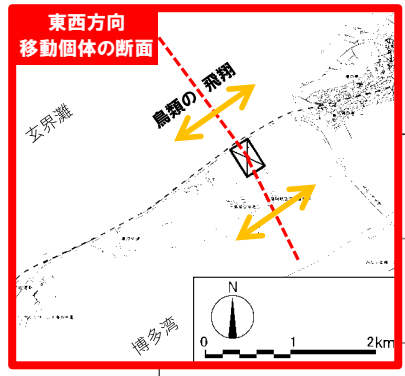 東西方向
移動個体の断面
鳥類の 飛翔
玄界灘
博多湾
N
0 1 2km